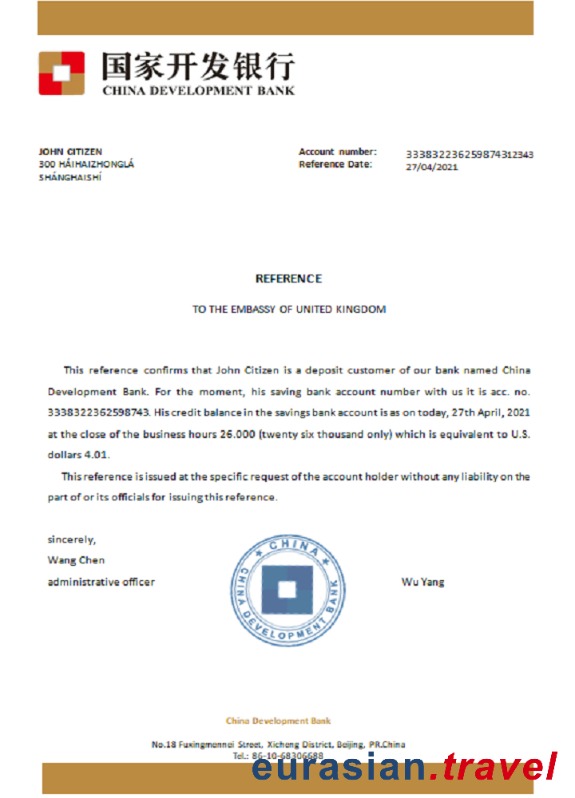 国家开发银行
CHINA DEVELOPMENT BANK
JOHN CITIZEN
300 HÁIHAIZHONGLÁ
SHÁNGHAISHÍ
Account number: 333832236259874312343
Reference Date: 27/04/2021
REFERENCE
TO THE EMBASSY OF UNITED KINGDOM
This reference confirms that John Citizen is a deposit customer of our bank named China
Development Bank. For the moment, his saving bank account number with us it is acc. no.
3338322362598743. His credit balance in the savings bank account is as on today, 27th April, 2021
at the close of the business hours 26.000 (twenty six thousand only) which is equivalent to U.S.
dollars 4.01.
This reference is issued at the specific request of the account holder without any liability on the
part of or its officials for issuing this reference.
sincerely,
Wang Chen
administrative officer
Wu Yang
CHINA
CHINA DEVELOPMENT BANK
China Development Bank
No.18 Fuxingmennei Street, Xicheng District, Beijing, PR.China
Tel.: 86-10-68306688
eurasian.travel